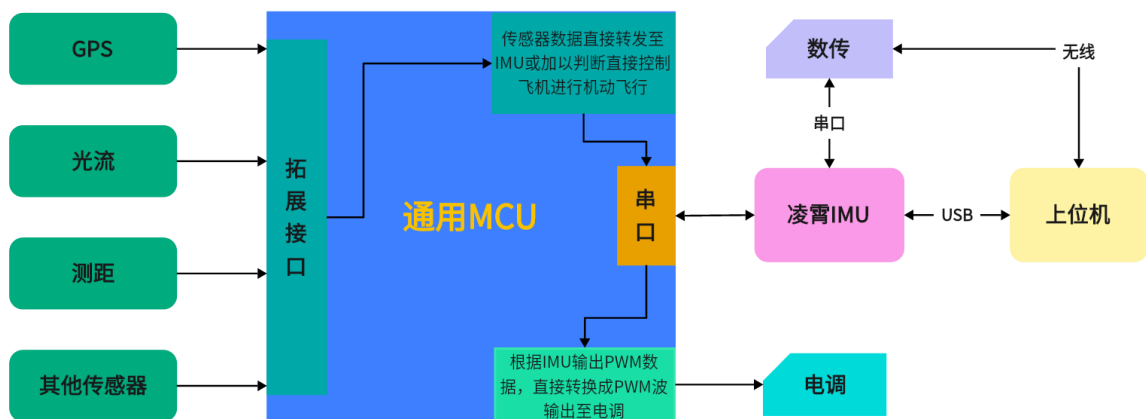 GPS
光流
测距
其他传感器
拓
展
接
口
传感器数据直接转发至
IMU或加以判断直接控制
飞机进行机动飞行
通用MCU
串
口
根据IMU输出PWM数
据，直接转换成PWM波
输出至电调
数传
无线
串口
凌霄IMU
USB
上位机
电调